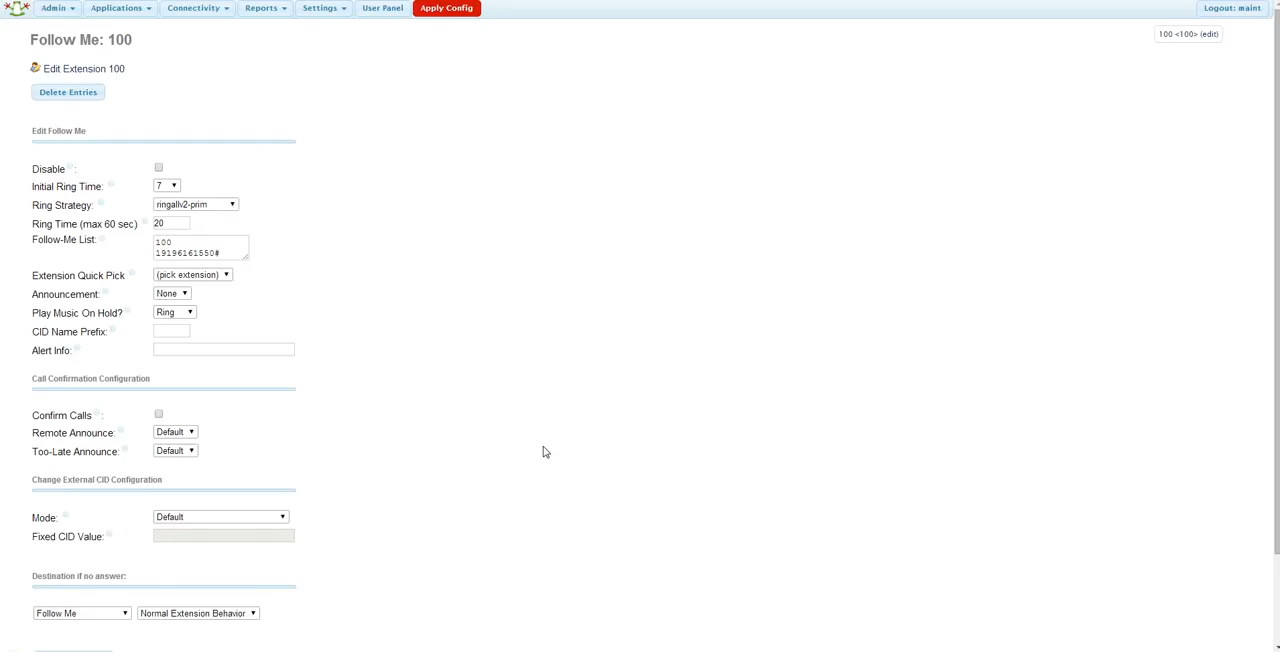 Admin Applications Connectivity Reports Settings User Panel Apply Config Logout: maint
Follow Me: 100
100 <100> (edit)
Edit Extension 100
Delete Entries
Edit Follow Me
Disable :
Initial Ring Time: 7
Ring Strategy: ringallv2-prim
Ring Time (max 60 sec) 20
Follow-Me List: 100
19196161550#
Extension Quick Pick (pick extension)
Announcement: None
Play Music On Hold? Ring
CID Name Prefix:
Alert Info:
Call Confirmation Configuration
Confirm Calls :
Remote Announce: Default
Too-Late Announce: Default
Change External CID Configuration
Mode: Default
Fixed CID Value:
Destination if no answer:
Follow Me Normal Extension Behavior